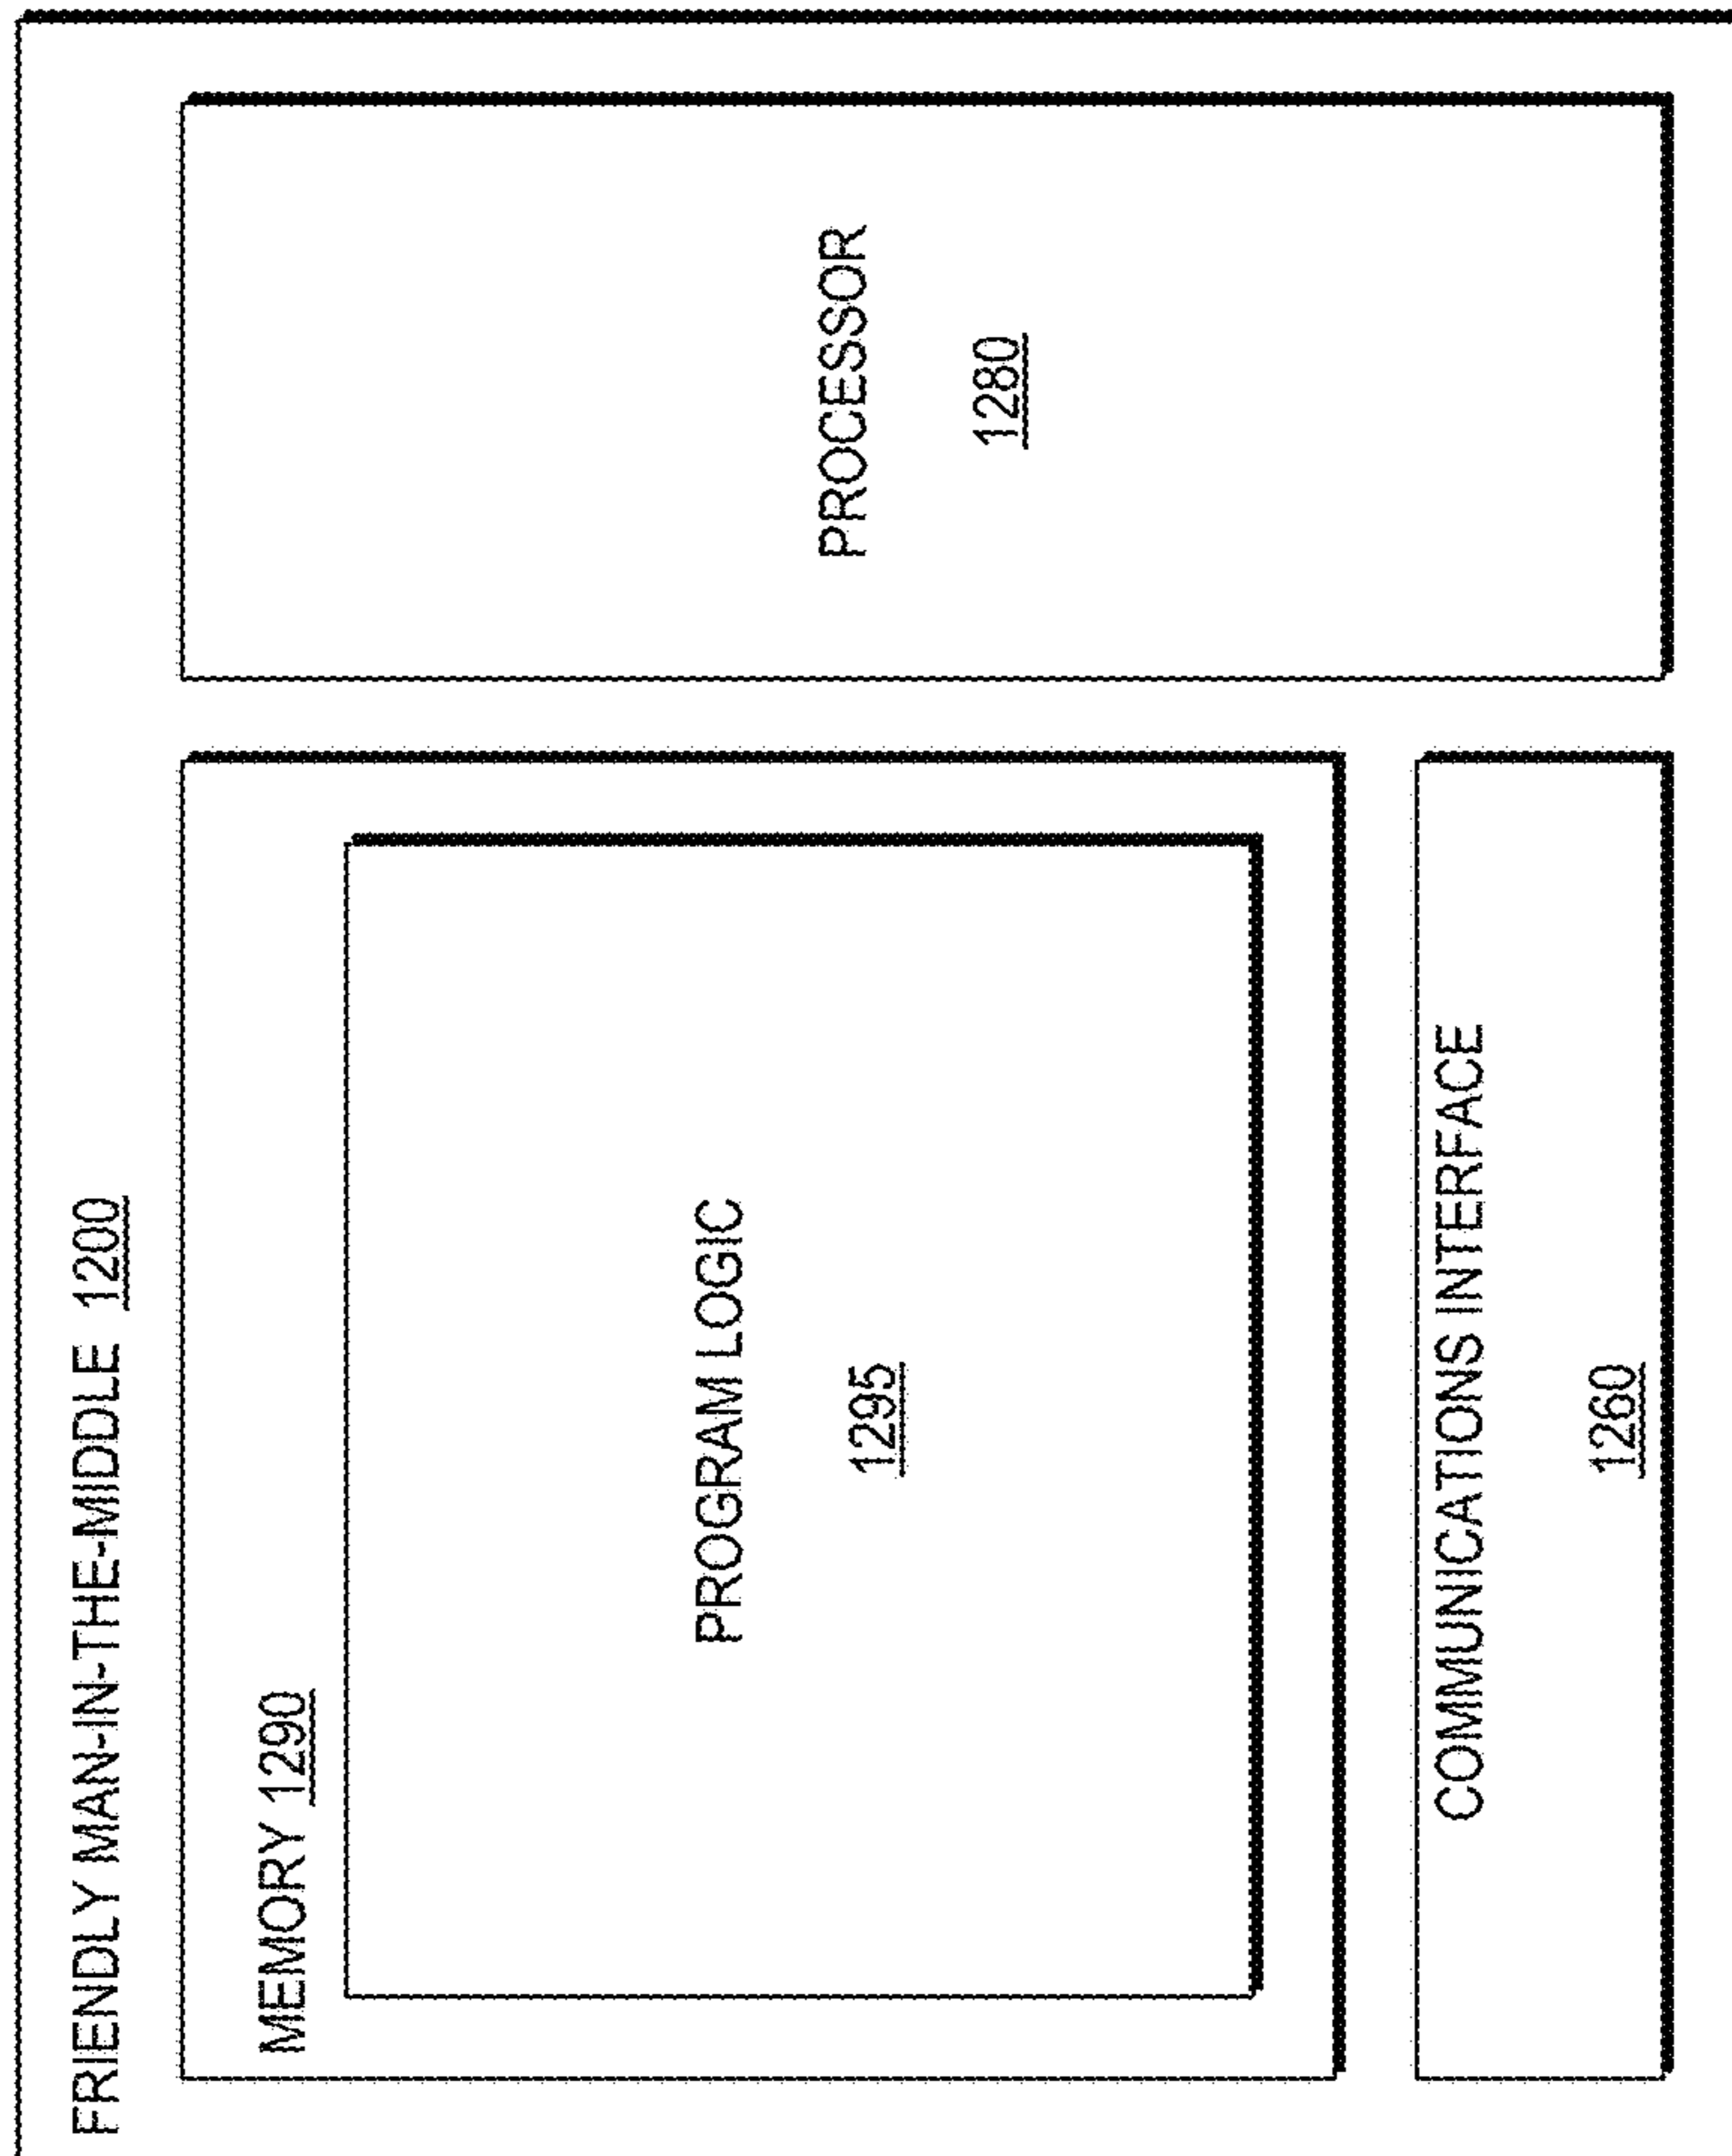 FRIENDLY MAN-IN-THE-MIDDLE 1200
MEMORY 1290
PROGRAM LOGIC
1295
PROCESSOR
1280
COMMUNICATIONS INTERFACE
1260